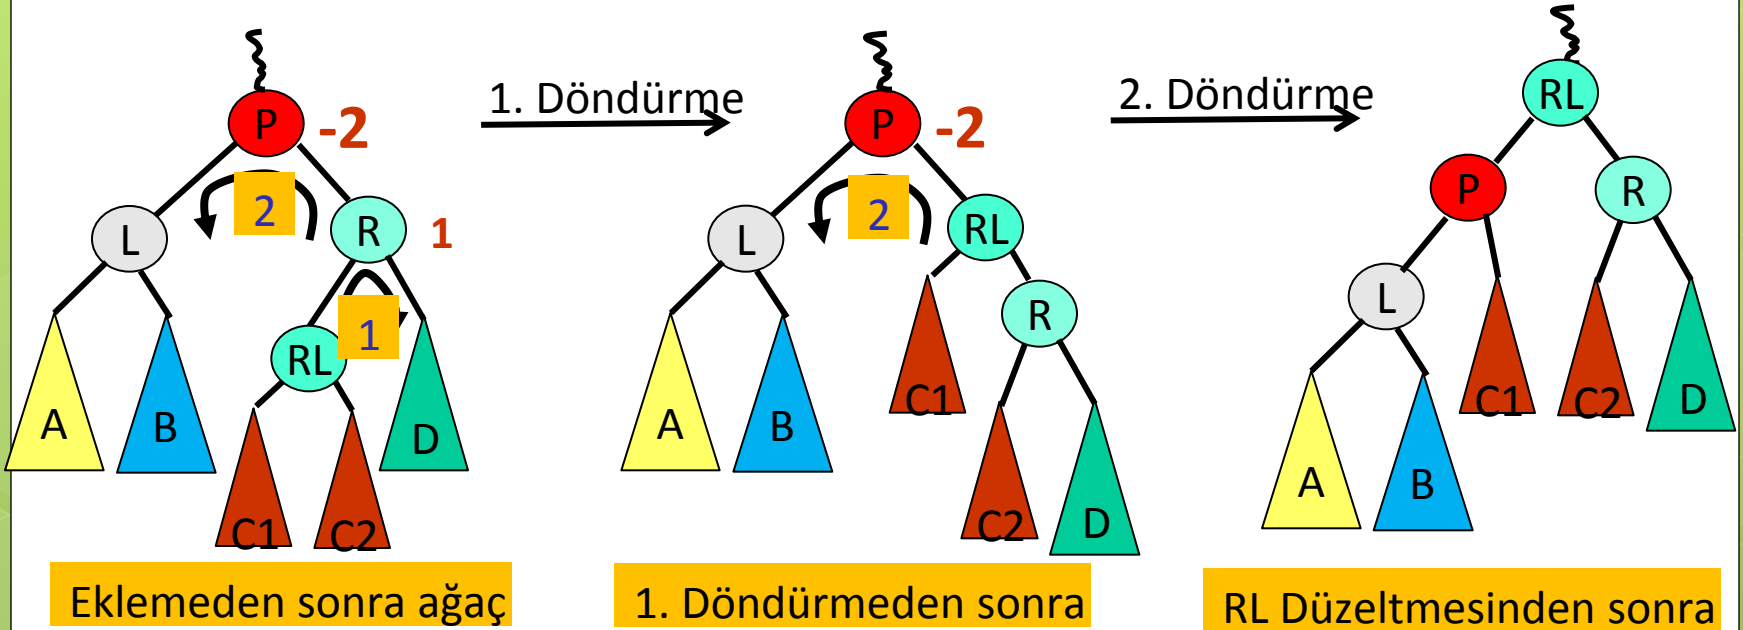 1. Döndürme
2. Döndürme
P -2
L
2
R 1
RL
1
A
B
C1
C2
D
P -2
L
2
RL
R
A
B
C1
C2
D
RL
P
R
L
A
B
C1
C2
D
Eklemeden sonra ağaç
1. Döndürmeden sonra
RL Düzeltmesinden sonra